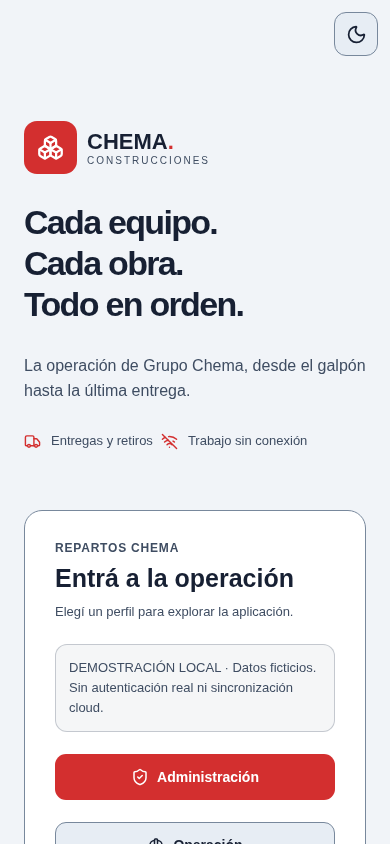 CHEMA.
CONSTRUCCIONES
Cada equipo.
Cada obra.
Todo en orden.
La operación de Grupo Chema, desde el galpón
hasta la última entrega.
Entregas y retiros Trabajo sin conexión
REPARTOS CHEMA
Entrá a la operación
Elegí un perfil para explorar la aplicación.
DEMOSTRACIÓN LOCAL · Datos ficticios.
Sin autenticación real ni sincronización
cloud.
Administración
Operación